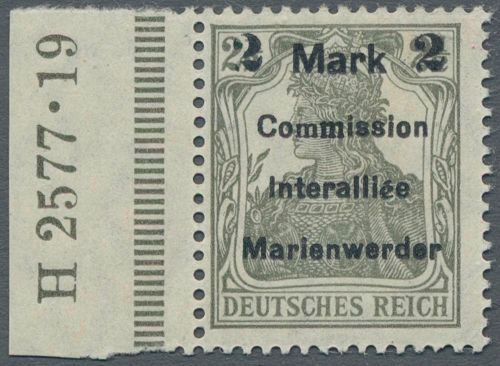 H 2577·19
2 Mark 2
Commission
Interalliée
Marienwerder
DEUTSCHES REICH